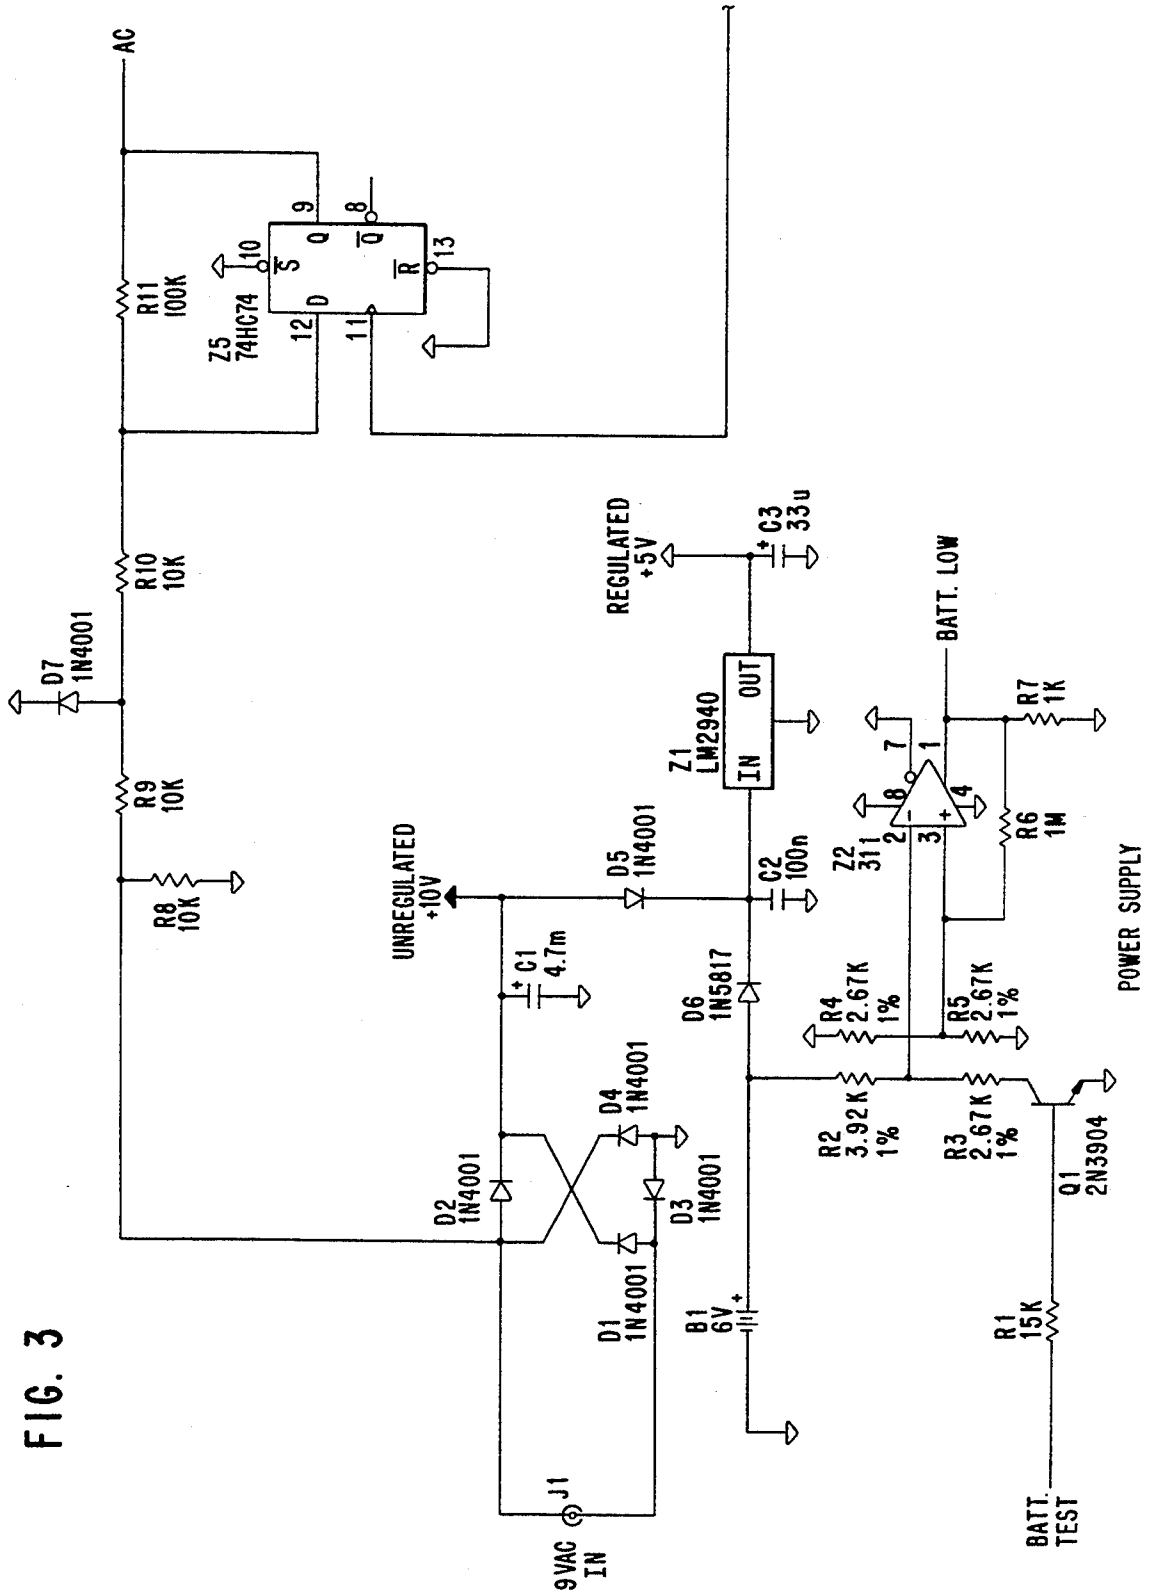 FIG. 3
AC
R11
100K
Z5
74HC74
10
S
9
Q
8
Q
12
D
11
R
13
R10
10K
D7
1N4001
R9
10K
R8
10K
UNREGULATED
+10V
REGULATED
+5V
+
C3
33u
Z1
LM2940
IN
OUT
D5
1N4001
C2
100n
+
C1
4.7m
D6
1N5817
D2
1N4001
D4
1N4001
D3
1N4001
D1
1N4001
J1
9VAC
IN
B1
6V
+
R4
2.67K
1%
R5
2.67K
1%
R2
3.92K
1%
R3
2.67K
1%
Q1
2N3904
R1
15K
BATT.
TEST
Z2
311
2
-
3
+
8
7
1
4
BATT. LOW
R7
1K
R6
1M
POWER SUPPLY